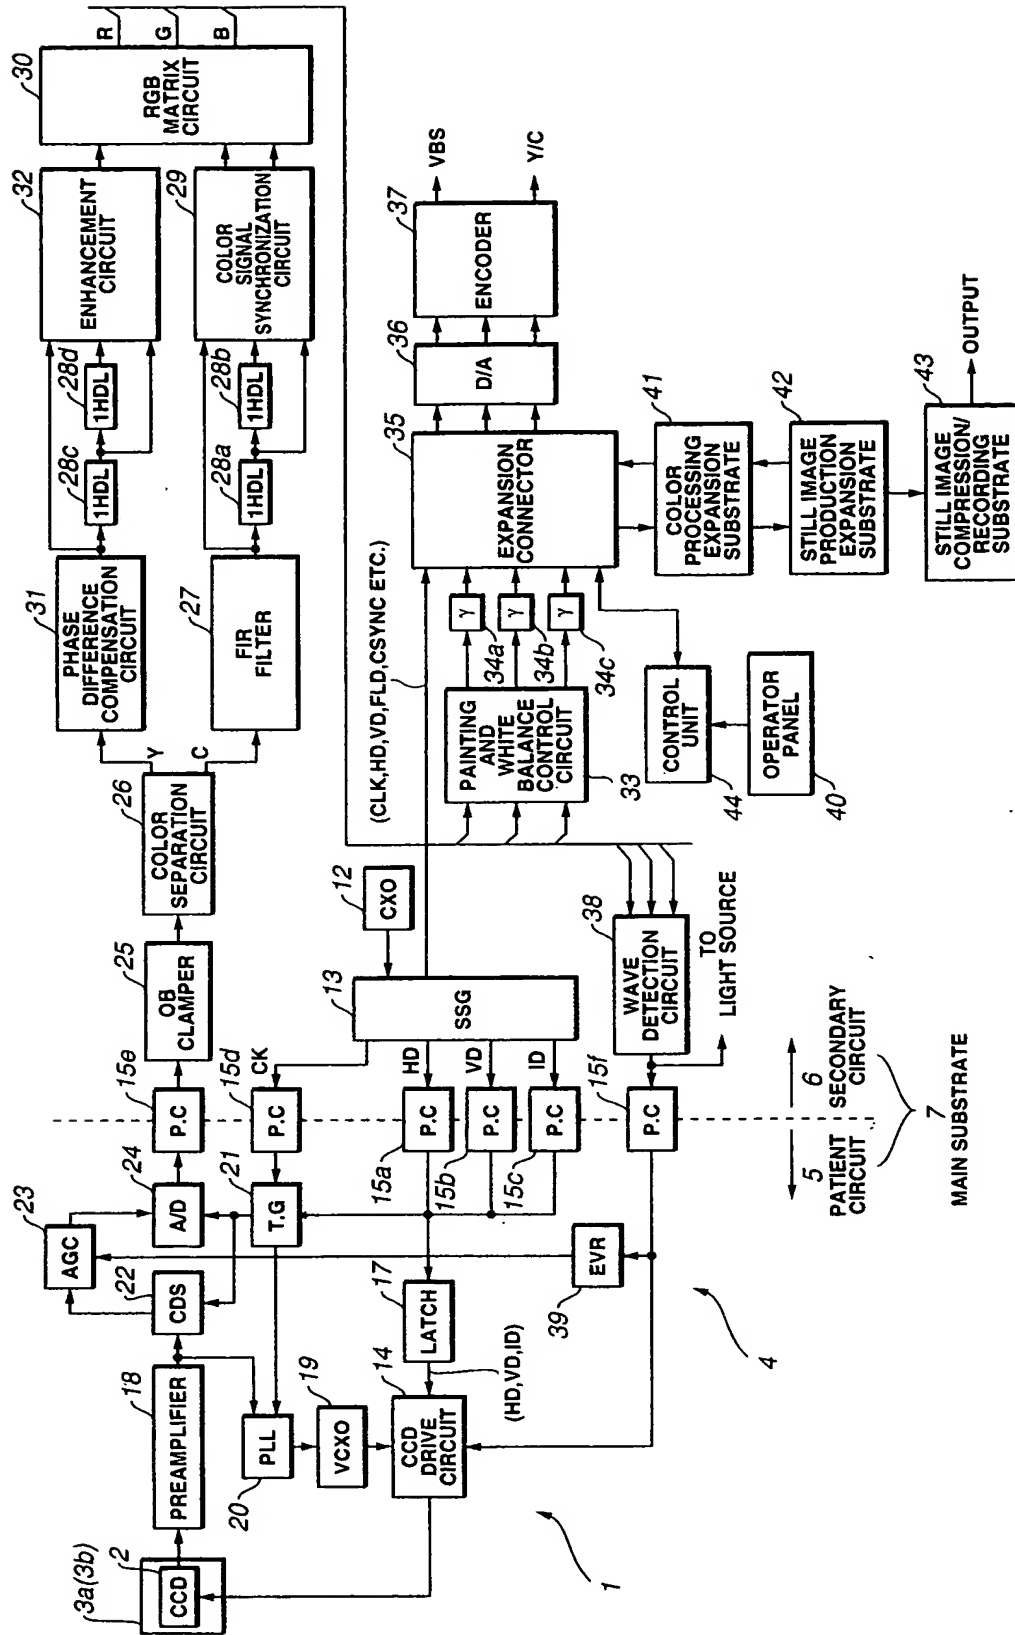 3a(3b)
2
CCD
18
PREAMPLIFIER
22
CDS
23
AGC
24
A/D
15e
P.C
25
OB
CLAMPER
26
COLOR
SEPARATION
CIRCUIT
Y
C
31
PHASE
DIFFERENCE
COMPENSATION
CIRCUIT
27
FIR
FILTER
28c
1HDL
28d
1HDL
28a
1HDL
28b
1HDL
32
ENHANCEMENT
CIRCUIT
29
COLOR
SIGNAL
SYNCHRONIZATION
CIRCUIT
30
RGB
MATRIX
CIRCUIT
R
G
B
20
PLL
19
VCXO
14
CCD
DRIVE
CIRCUIT
(HD,VD,ID)
17
LATCH
21
T.G
15d
P.C
CK
15a
P.C
HD
15b
P.C
VD
15c
P.C
ID
13
SSG
12
CXO
(CLK,HD,VD,FLD,CSYNC ETC.)
39
EVR
15f
P.C
38
WAVE
DETECTION
CIRCUIT
TO
LIGHT SOURCE
33
PAINTING
AND
WHITE
BALANCE
CONTROL
CIRCUIT
34a
γ
34b
γ
34c
γ
35
EXPANSION
CONNECTOR
36
D/A
37
ENCODER
VBS
Y/C
44
CONTROL
UNIT
40
OPERATOR
PANEL
41
COLOR
PROCESSING
EXPANSION
SUBSTRATE
42
STILL IMAGE
PRODUCTION
EXPANSION
SUBSTRATE
43
STILL IMAGE
COMPRESSION/
RECORDING
SUBSTRATE
OUTPUT
1
4
5
PATIENT
CIRCUIT
6
SECONDARY
CIRCUIT
7
MAIN SUBSTRATE